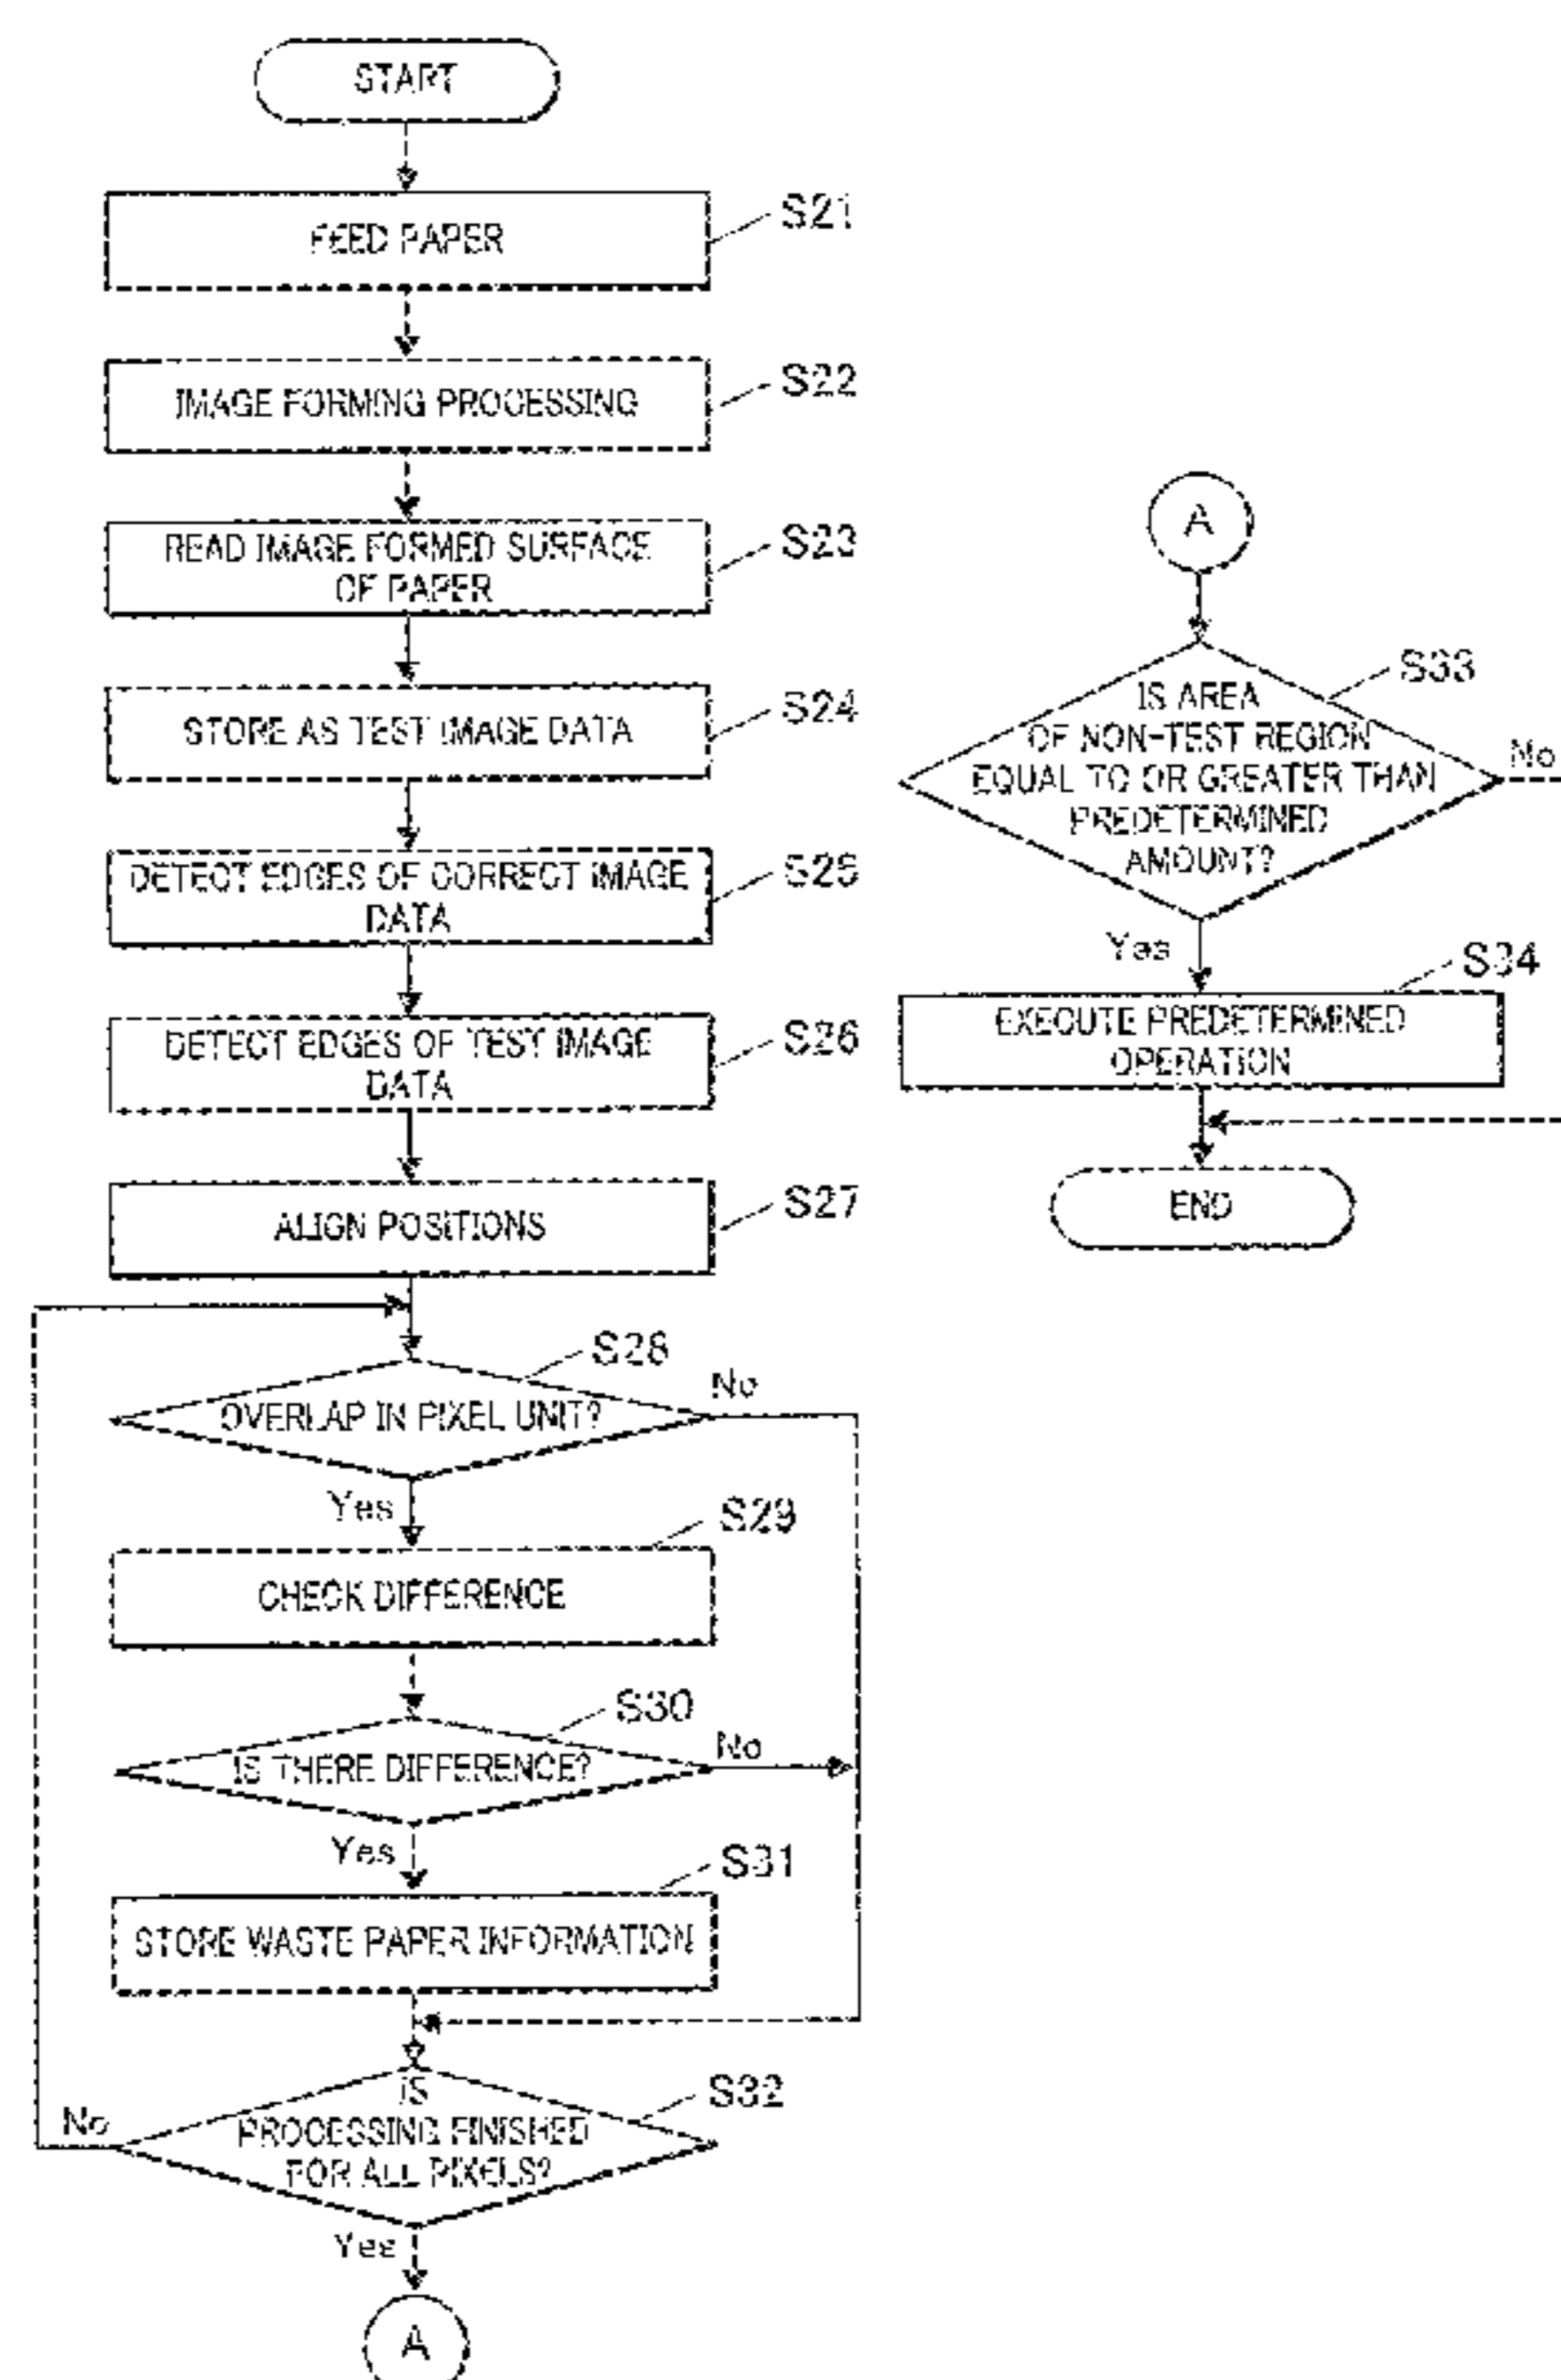 START
FEED PAPER
S21
IMAGE FORMING PROCESSING
S22
READ IMAGE FORMED SURFACE
OF PAPER
S23
STORE AS TEST IMAGE DATA
S24
DETECT EDGES OF CORRECT IMAGE
DATA
S25
DETECT EDGES OF TEST IMAGE
DATA
S26
ALIGN POSITIONS
S27
OVERLAP IN PIXEL UNIT?
S28
No
Yes
CHECK DIFFERENCE
S29
IS THERE DIFFERENCE?
S30
No
Yes
STORE WASTE PAPER INFORMATION
S31
IS
PROCESSING FINISHED
FOR ALL PIXELS?
S32
No
Yes
A
A
IS AREA
OF NON-TEST REGION
EQUAL TO OR GREATER THAN
PREDETERMINED
AMOUNT?
S33
No
Yes
EXECUTE PREDETERMINED
OPERATION
S34
END